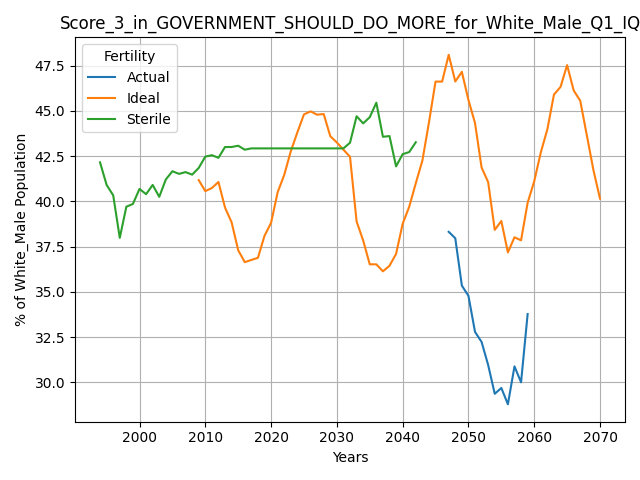 Score_3_in_GOVERNMENT_SHOULD_DO_MORE_for_White_Male_Q1_IQ
Fertility
Actual
Ideal
Sterile
% of White_Male Population
47.5
45.0
42.5
40.0
37.5
35.0
32.5
30.0
2000 2010 2020 2030 2040 2050 2060 2070
Years